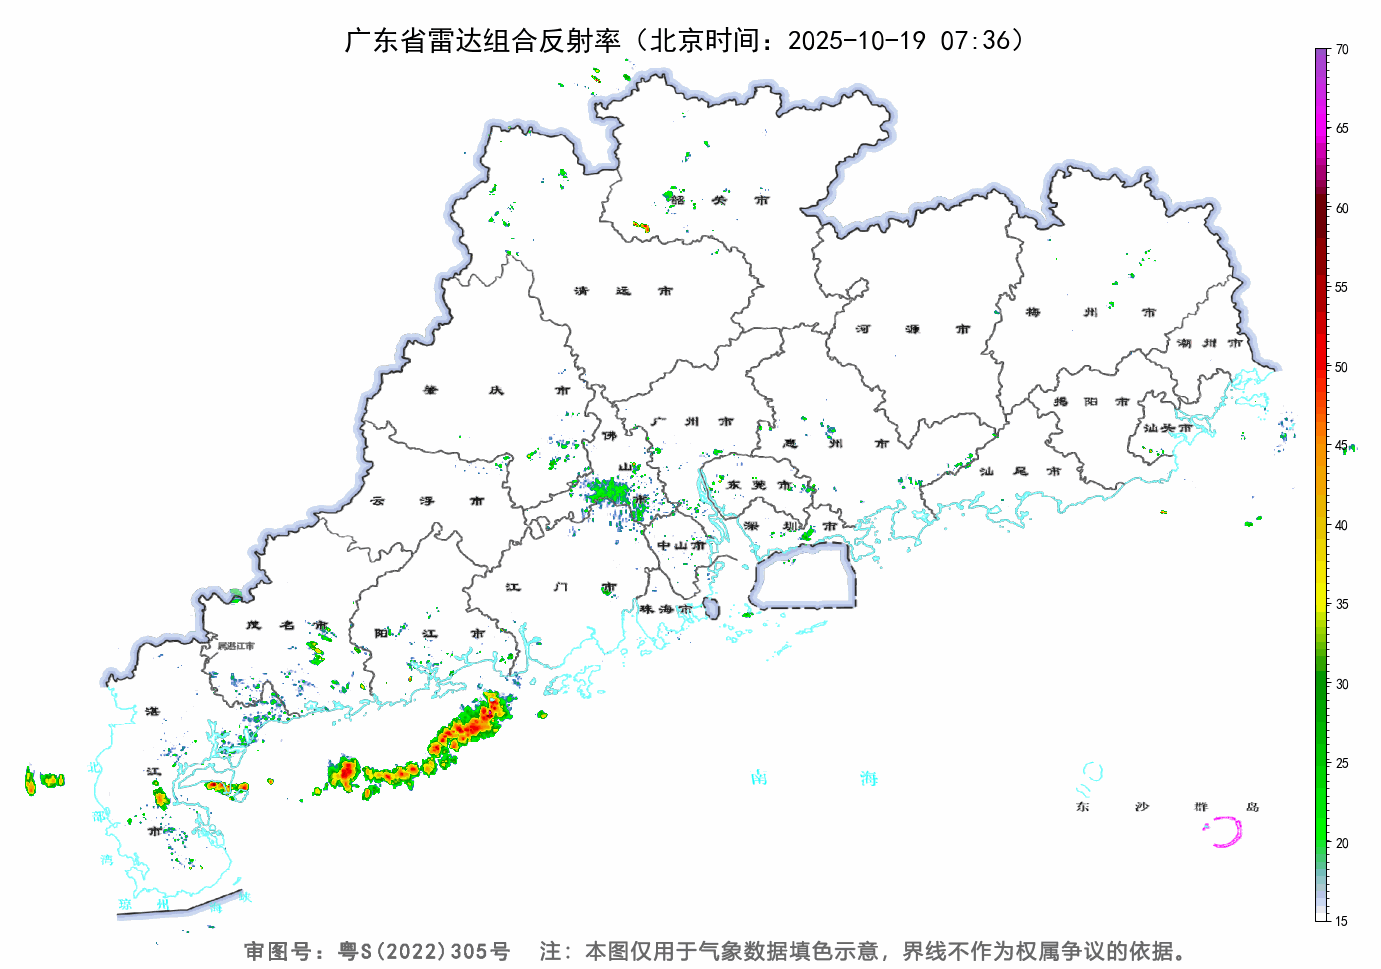 广东省雷达组合反射率（北京时间：2025-10-19 07:36）
70
65
60
55
50
45
40
35
30
25
20
15
韶关市
清远市
河源市
梅州市
潮州市
肇庆市
广州市
惠州市
揭阳市
汕头市
佛山市
云浮市
东莞市
汕尾市
深圳市
中山市
江门市
珠海市
茂名市
阳江市
属湛江市
湛江市
北部湾
南海
东沙群岛
琼州海峡
审图号：粤S(2022)305号 注：本图仅用于气象数据填色示意，界线不作为权属争议的依据。